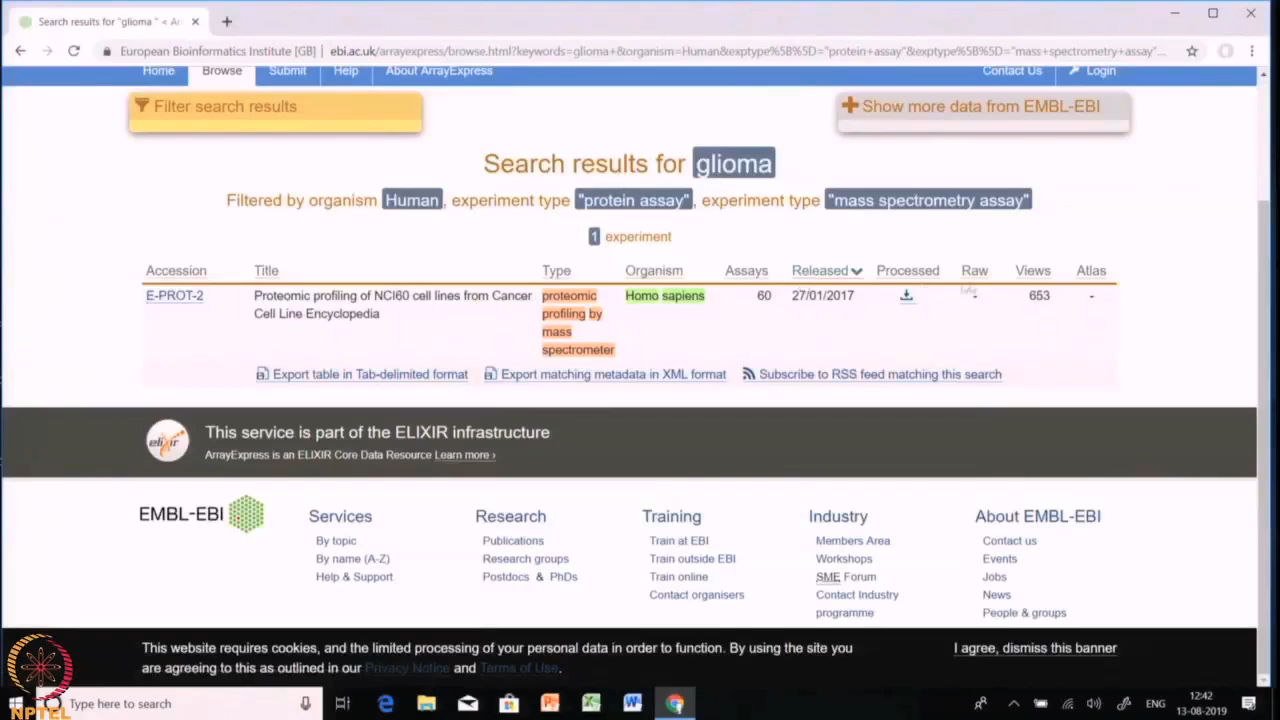 Search results for "glioma " < Ar
European Bioinformatics Institute [GB] | ebi.ac.uk/arrayexpress/browse.html?keywords=glioma+&organism=Human&exptype%5B%5D="protein+assay"&exptype%5B%5D="mass+spectrometry+assay"...
Home Browse Submit Help About ArrayExpress Contact Us Login
Filter search results Show more data from EMBL-EBI
Search results for glioma
Filtered by organism Human , experiment type "protein assay" , experiment type "mass spectrometry assay"
1 experiment
Accession Title Type Organism Assays Released Processed Raw Views Atlas
E-PROT-2 Proteomic profiling of NCI60 cell lines from Cancer proteomic Homo sapiens 60 27/01/2017 - 653 -
Cell Line Encyclopedia profiling by
mass
spectrometer
Export table in Tab-delimited format Export matching metadata in XML format Subscribe to RSS feed matching this search
elixir This service is part of the ELIXIR infrastructure
ArrayExpress is an ELIXIR Core Data Resource Learn more ›
EMBL-EBI Services Research Training Industry About EMBL-EBI
By topic Publications Train at EBI Members Area Contact us
By name (A-Z) Research groups Train outside EBI Workshops Events
Help & Support Postdocs & PhDs Train online SME Forum Jobs
Contact organisers Contact Industry News
programme People & groups
This website requires cookies, and the limited processing of your personal data in order to function. By using the site you I agree, dismiss this banner
are agreeing to this as outlined in our Privacy Notice and Terms of Use.
Type here to search ENG 12:42
13-08-2019
NPTEL